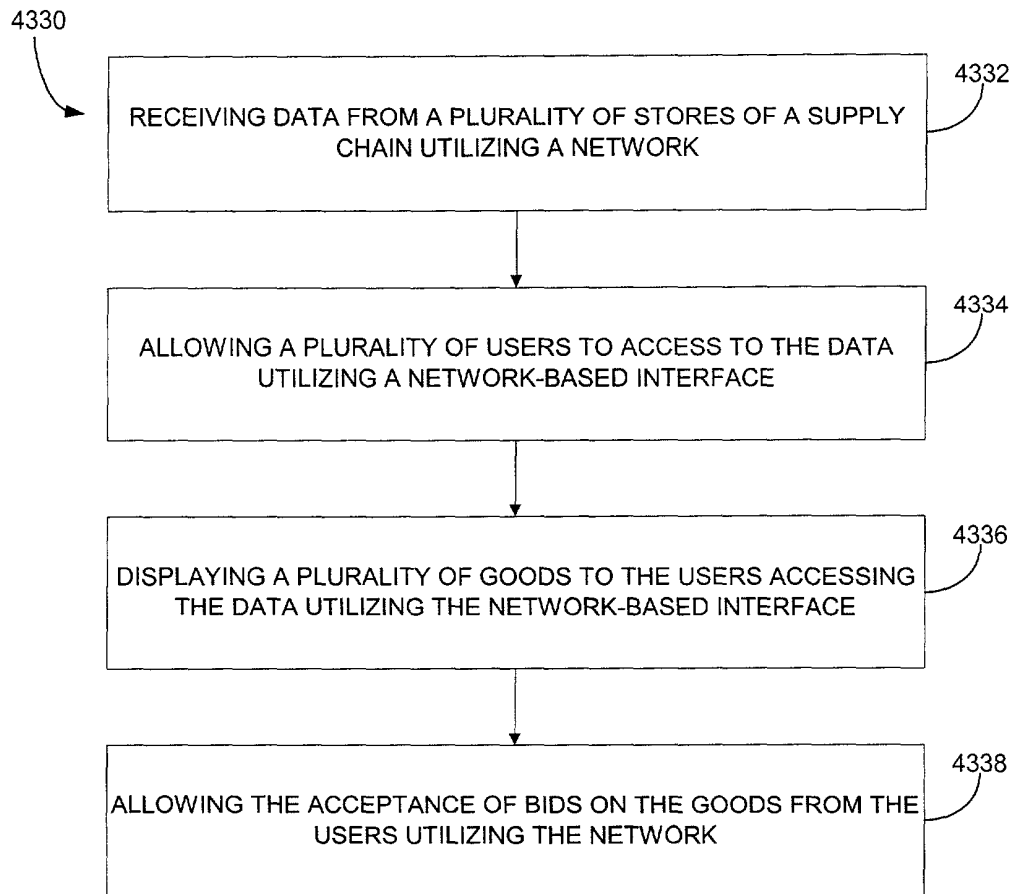 4330
4332
RECEIVING DATA FROM A PLURALITY OF STORES OF A SUPPLY
CHAIN UTILIZING A NETWORK
4334
ALLOWING A PLURALITY OF USERS TO ACCESS TO THE DATA
UTILIZING A NETWORK-BASED INTERFACE
4336
DISPLAYING A PLURALITY OF GOODS TO THE USERS ACCESSING
THE DATA UTILIZING THE NETWORK-BASED INTERFACE
4338
ALLOWING THE ACCEPTANCE OF BIDS ON THE GOODS FROM THE
USERS UTILIZING THE NETWORK